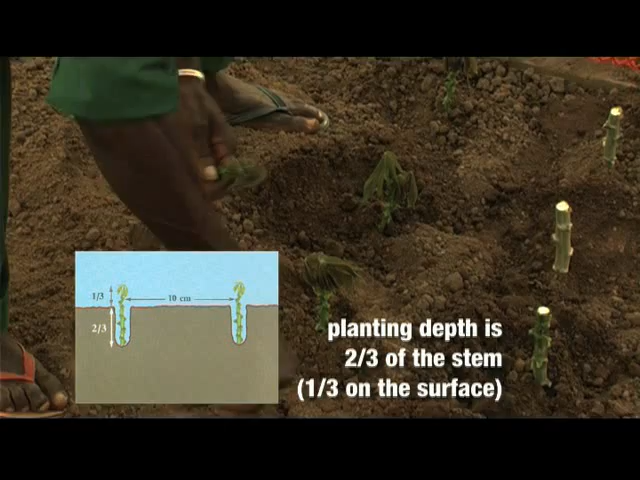 1/3
10 cm
2/3
planting depth is
2/3 of the stem
(1/3 on the surface)